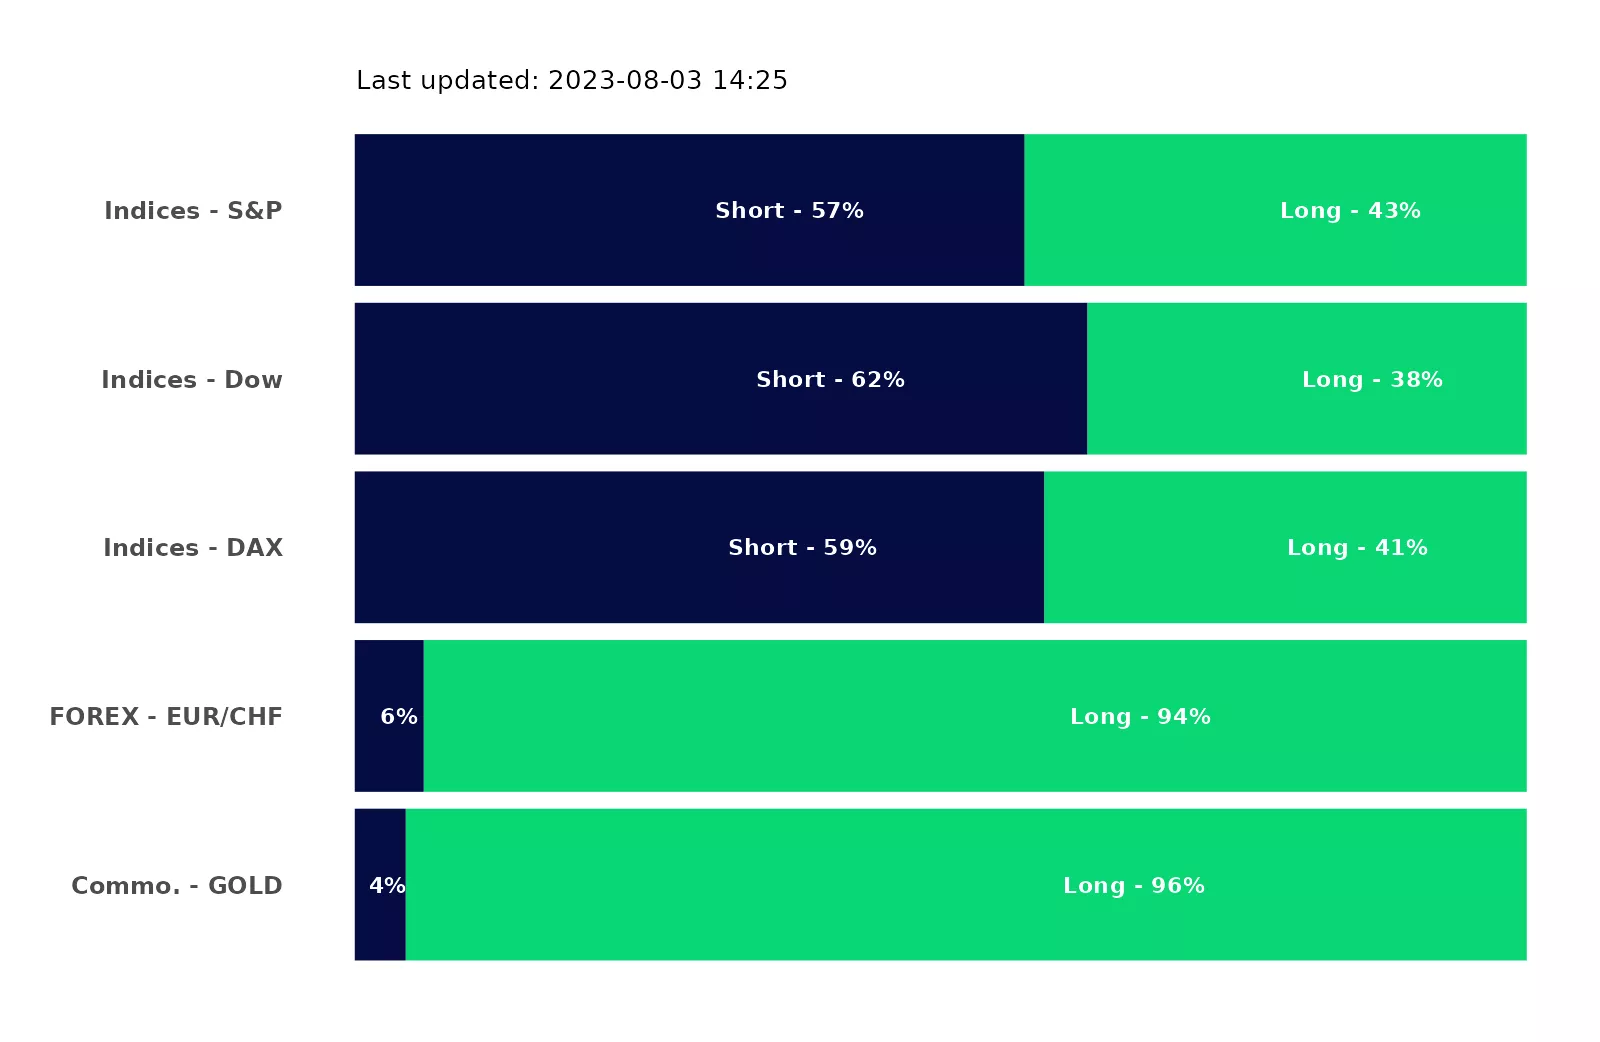 Last updated: 2023-08-03 14:25
Indices - S&P Short - 57% Long - 43%
Indices - Dow Short - 62% Long - 38%
Indices - DAX Short - 59% Long - 41%
FOREX - EUR/CHF 6% Long - 94%
Commo. - GOLD 4% Long - 96%